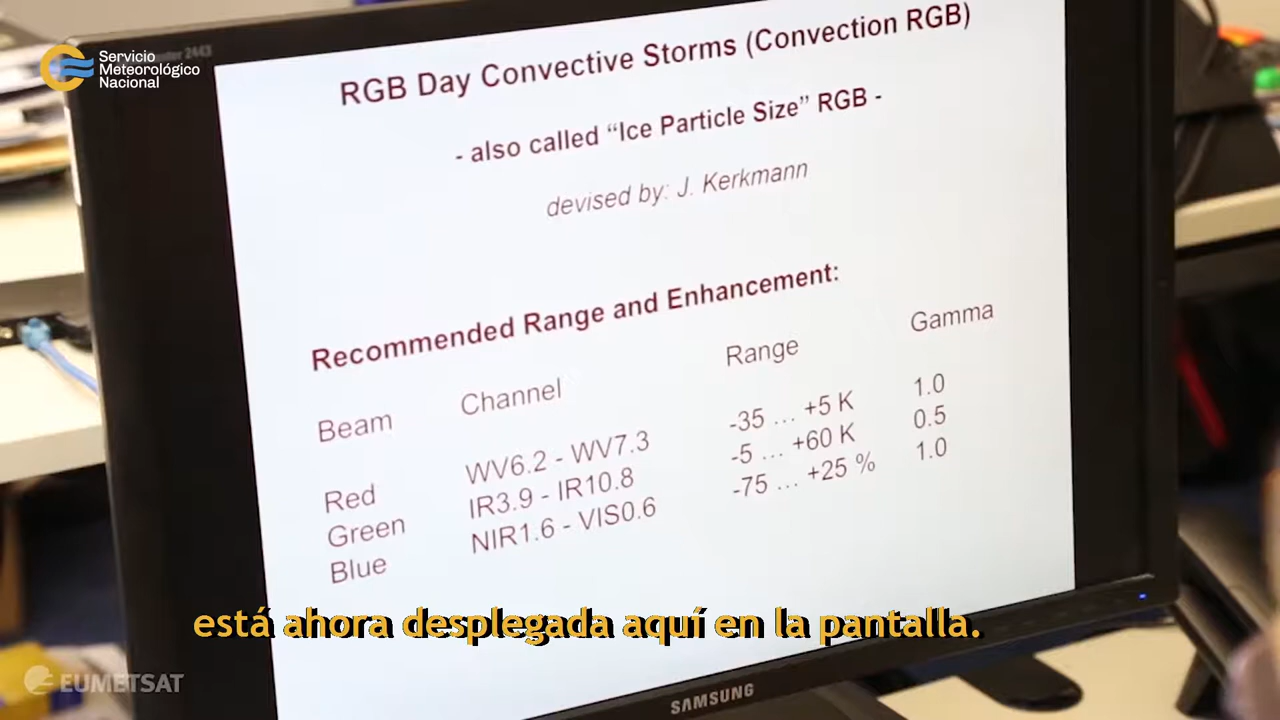 Servicio
Meteorológico
Nacional
2443
RGB Day Convective Storms (Convection RGB)
- also called “Ice Particle Size” RGB -
devised by: J. Kerkmann
Recommended Range and Enhancement:
Beam Channel Range Gamma
Red WV6.2 - WV7.3 -35 ... +5 K 1.0
Green IR3.9 - IR10.8 -5 ... +60 K 0.5
Blue NIR1.6 - VIS0.6 -75 ... +25 % 1.0
está ahora desplegada aquí en la pantalla.
EUMETSAT
SAMSUNG